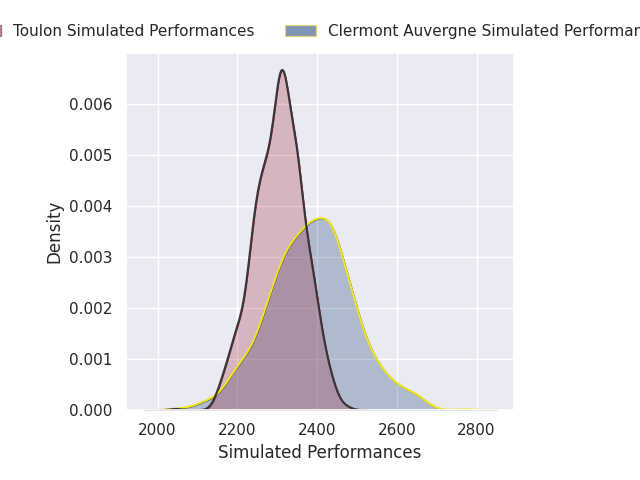 Toulon Simulated Performances
Clermont Auvergne Simulated
0.006
0.005
0.004
0.003
0.002
0.001
0.000
Density
2000 2200 2400 2600 2800
Simulated Performances